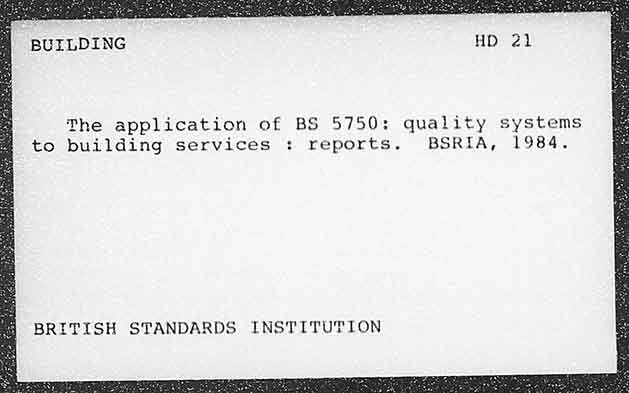 BUILDING HD 21
The application of BS 5750: quality systems
to building services : reports. BSRIA, 1984.
BRITISH STANDARDS INSTITUTION